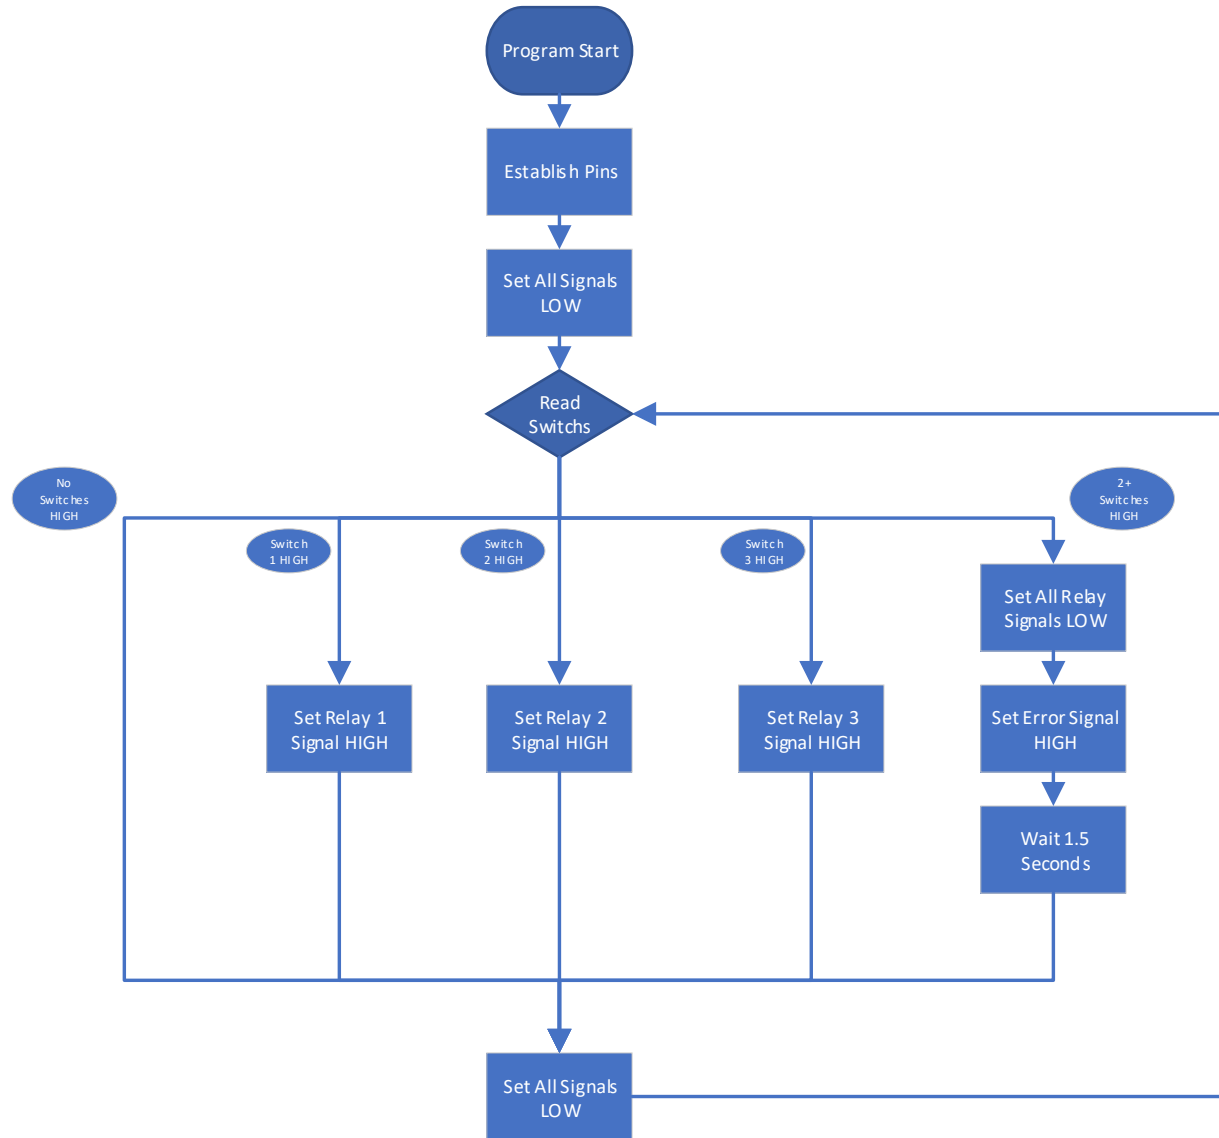 Program Start
Establish Pins
Set All Signals
LOW
Read
Switchs
No
Switches
HIGH
2+
Switches
HIGH
Switch
1 HIGH
Switch
2 HIGH
Switch
3 HIGH
Set All Relay
Signals LOW
Set Relay 1
Signal HIGH
Set Relay 2
Signal HIGH
Set Relay 3
Signal HIGH
Set Error Signal
HIGH
Wait 1.5
Seconds
Set All Signals
LOW